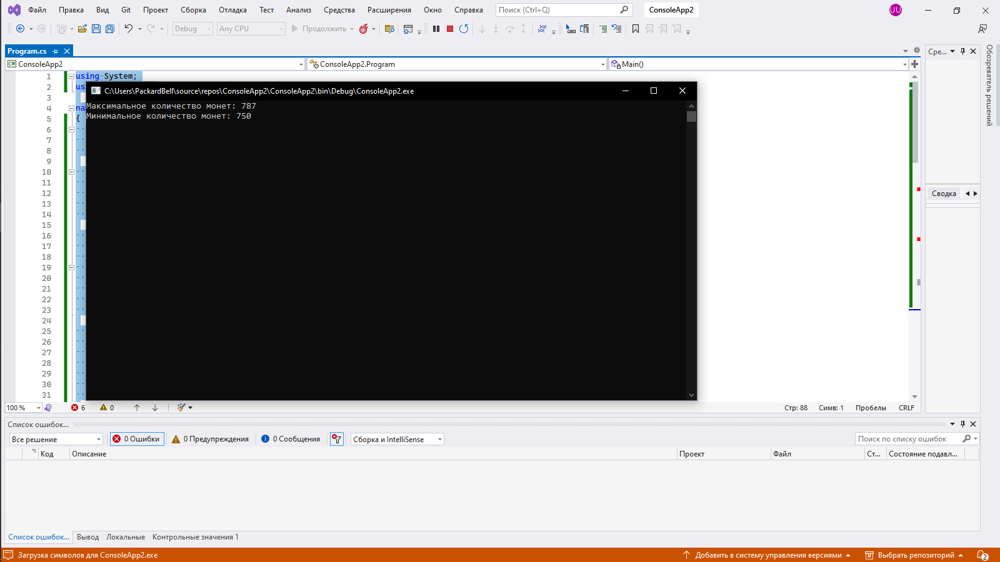 Файл Правка Вид Git Проект Сборка Отладка Тест Анализ Средства Расширения Окно Справка Поиск (Ctrl+Q) ConsoleApp2 UU
Debug Any CPU Продолжить
Program.cs
ConsoleApp2 ConsoleApp2.Program Main()
Сре...
Обозреватель решений
1 using System;
2 us
3
4 na
5 {
6
7
8
9
10
11
12
13
14
15
16
17
18
19
20
21
22
23
24
25
26
27
28
29
30
31
C:\Users\PackardBell\source\repos\ConsoleApp2\ConsoleApp2\bin\Debug\ConsoleApp2.exe
Максимальное количество монет: 787
Минимальное количество монет: 750
Сводка
100 % 6 0 Стр: 88 Симв: 1 Пробелы CRLF
Список ошибок...
Все решение 0 Ошибки 0 Предупреждения 0 Сообщения Сборка и IntelliSense Поиск по списку ошибок
Код Описание Проект Файл Ст... Состояние подавл...
Список ошибок... Вывод Локальные Контрольные значения 1
Загрузка символов для ConsoleApp2.exe Добавить в систему управления версиями Выбрать репозиторий 2